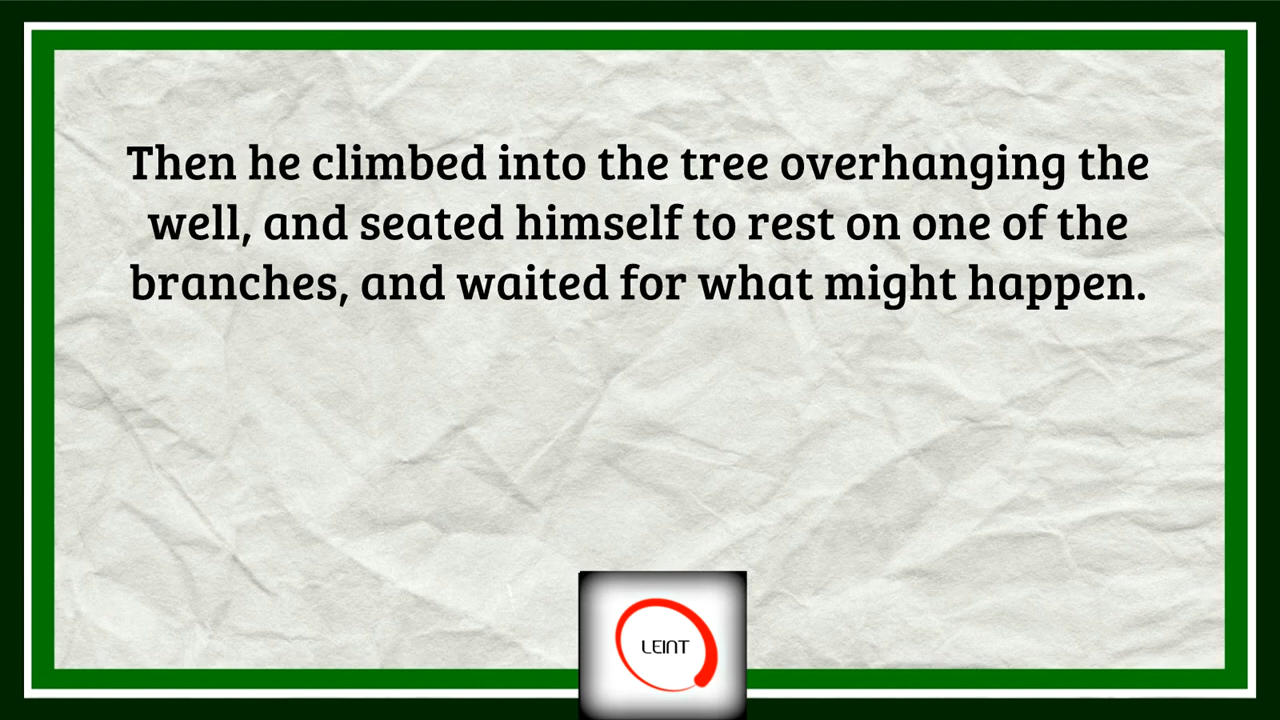 Then he climbed into the tree overhanging the
well, and seated himself to rest on one of the
branches, and waited for what might happen.
LEINT